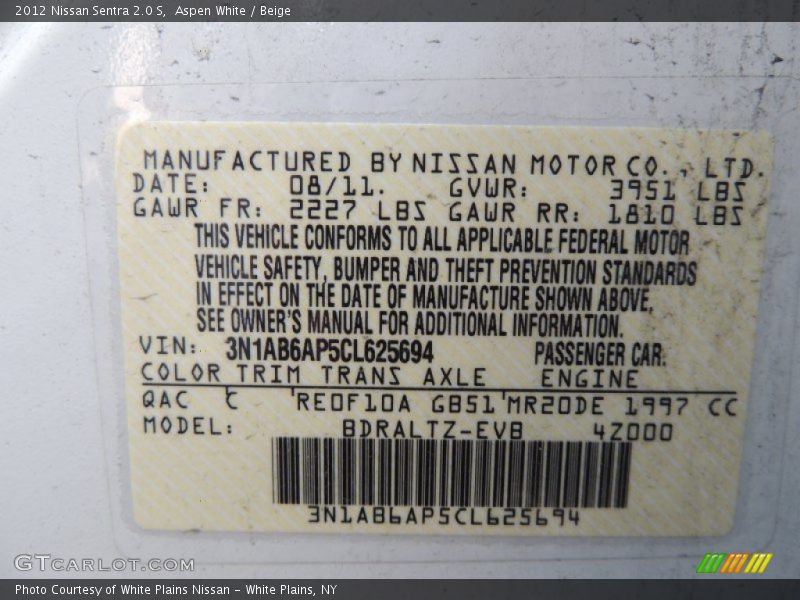 2012 Nissan Sentra 2.0 S,  Aspen White / Beige
MANUFACTURED BY NISSAN MOTOR CO., LTD.
DATE: 08/11. GVWR: 3951 LBS
GAWR FR: 2227 LBS GAWR RR: 1810 LBS
THIS VEHICLE CONFORMS TO ALL APPLICABLE FEDERAL MOTOR
VEHICLE SAFETY, BUMPER AND THEFT PREVENTION STANDARDS
IN EFFECT ON THE DATE OF MANUFACTURE SHOWN ABOVE.
SEE OWNER'S MANUAL FOR ADDITIONAL INFORMATION.
VIN: 3N1AB6AP5CL625694 PASSENGER CAR.
COLOR TRIM TRANS AXLE ENGINE
QAC C RE0F10A GB51 MR20DE 1997 CC
MODEL: BDRALTZ-EVB 4Z000
3N1AB6AP5CL625694
GTCARLOT.COM
Photo Courtesy of White Plains Nissan - White Plains, NY